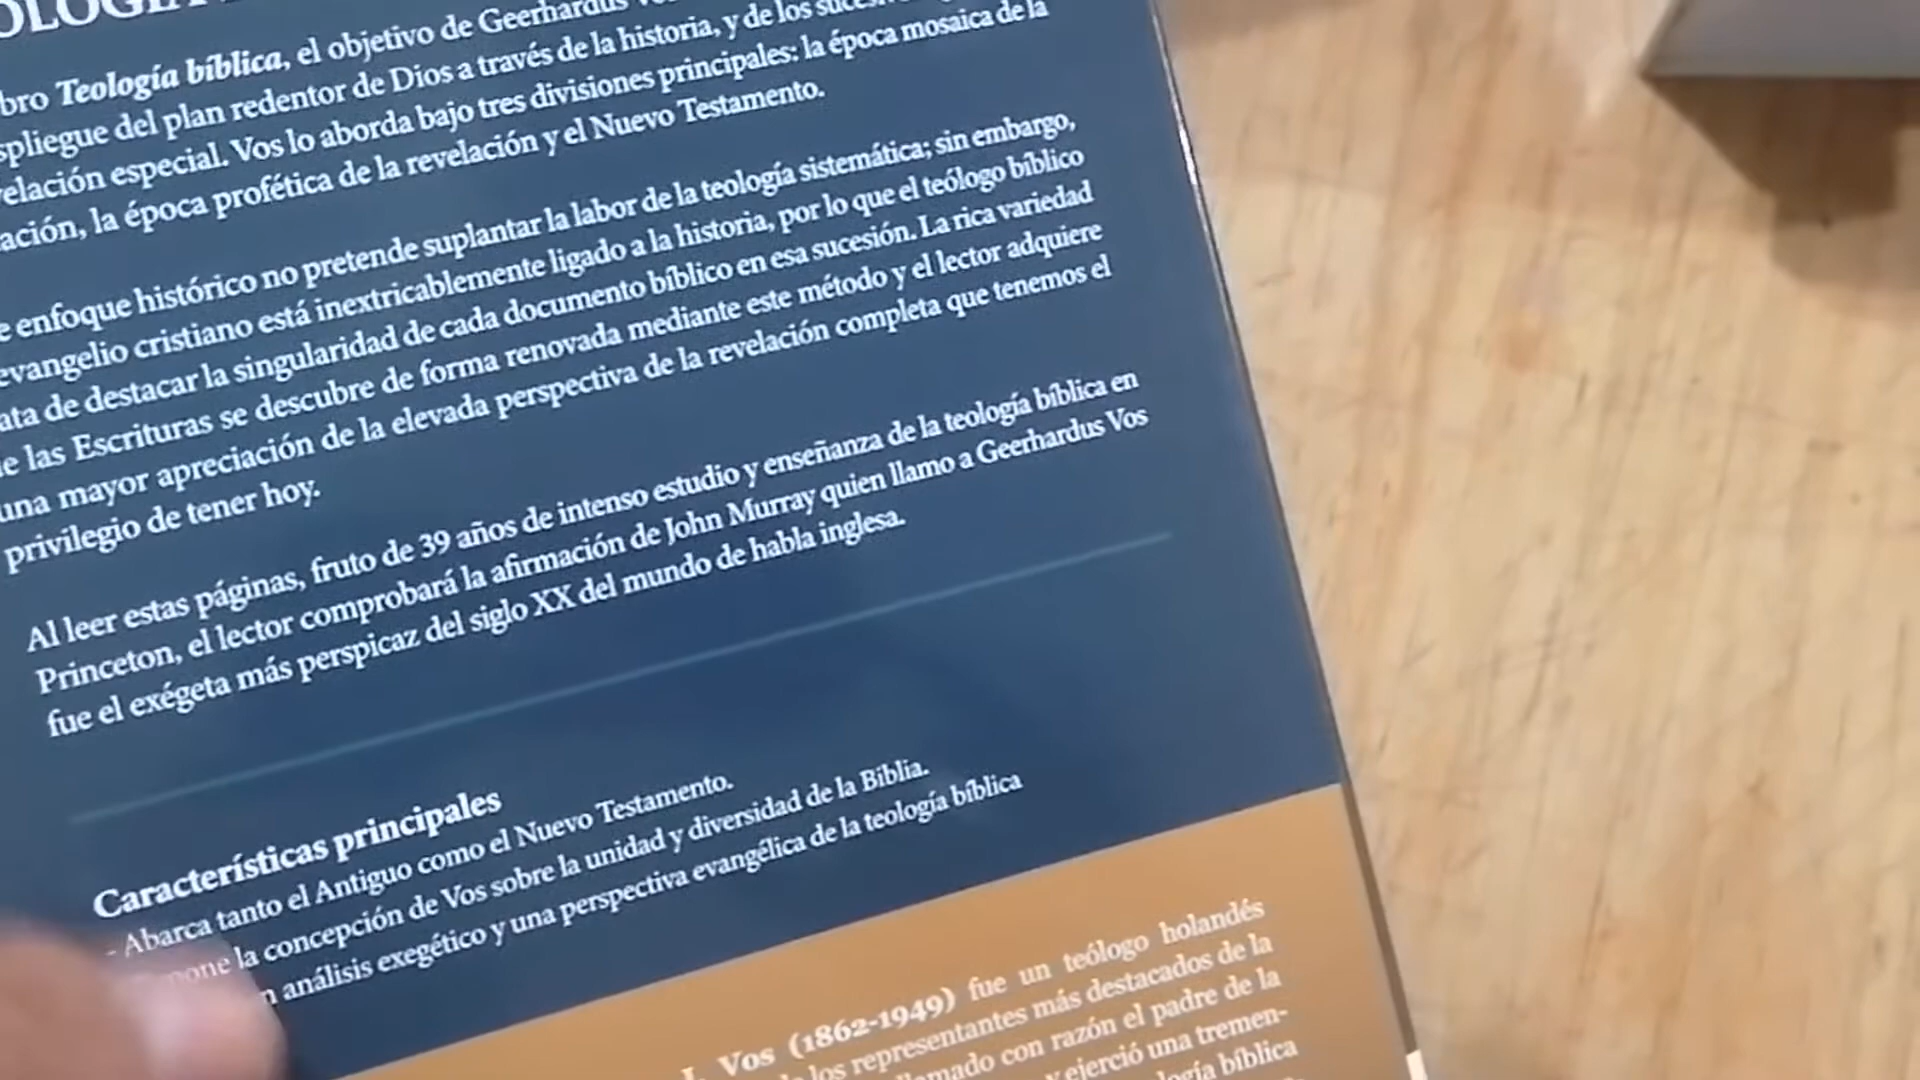 bro Teología bíblica, el objetivo de Geerhardus
spliegue del plan redentor de Dios a través de la historia, y de los
elación especial. Vos lo aborda bajo tres divisiones principales: la época mosaica de la
ación, la época profética de la revelación y el Nuevo Testamento.
e enfoque histórico no pretende suplantar la labor de la teología sistemática; sin embargo,
evangelio cristiano está inextricablemente ligado a la historia, por lo que el teólogo bíblico
ata de destacar la singularidad de cada documento bíblico en esa sucesión. La rica variedad
e las Escrituras se descubre de forma renovada mediante este método y el lector adquiere
una mayor apreciación de la elevada perspectiva de la revelación completa que tenemos el
privilegio de tener hoy.
Al leer estas páginas, fruto de 39 años de intenso estudio y enseñanza de la teología bíblica en
Princeton, el lector comprobará la afirmación de John Murray quien llamo a Geerhardus Vos
fue el exégeta más perspicaz del siglo XX del mundo de habla inglesa.
Características principales
- Abarca tanto el Antiguo como el Nuevo Testamento.
la concepción de Vos sobre la unidad y diversidad de la Biblia.
n análisis exegético y una perspectiva evangélica de la teología bíblica
J. Vos (1862-1949) fue un teólogo holandés
los representantes más destacados de la
llamado con razón el padre de la
y ejerció una tremen-
logía bíblica